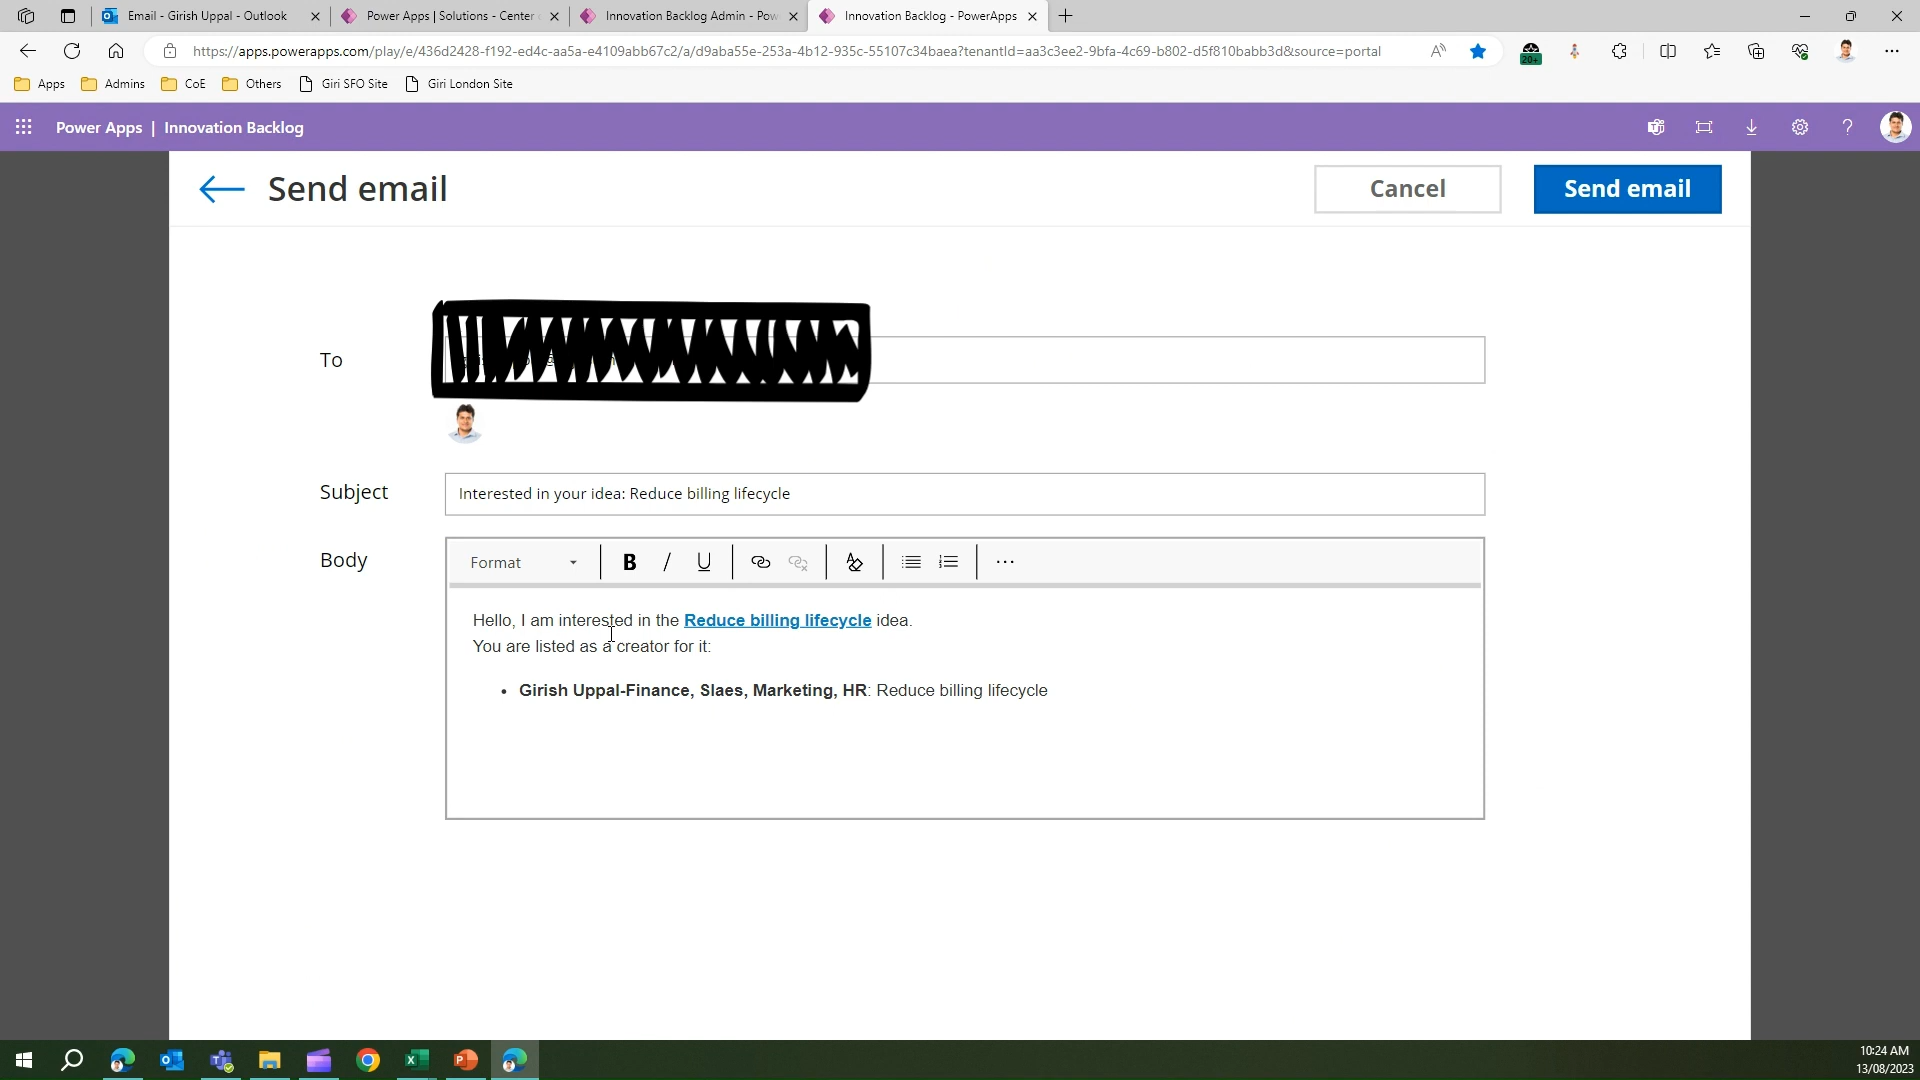 Email - Girish Uppal - Outlook
Power Apps | Solutions - Center
Innovation Backlog Admin - Pow
Innovation Backlog - PowerApps
https://apps.powerapps.com/play/e/436d2428-f192-ed4c-aa5a-e4109abb67c2/a/d9aba55e-253a-4b12-935c-55107c34baea?tenantId=aa3c3ee2-9bfa-4c69-b802-d5f810babb3d&source=portal
20+
Apps Admins CoE Others Giri SFO Site Giri London Site
Power Apps | Innovation Backlog
Send email
Cancel
Send email
To
Subject
Interested in your idea: Reduce billing lifecycle
Body
Format B I U ...
Hello, I am interested in the Reduce billing lifecycle idea.
You are listed as a creator for it:
• Girish Uppal-Finance, Slaes, Marketing, HR: Reduce billing lifecycle
10:24 AM
13/08/2023